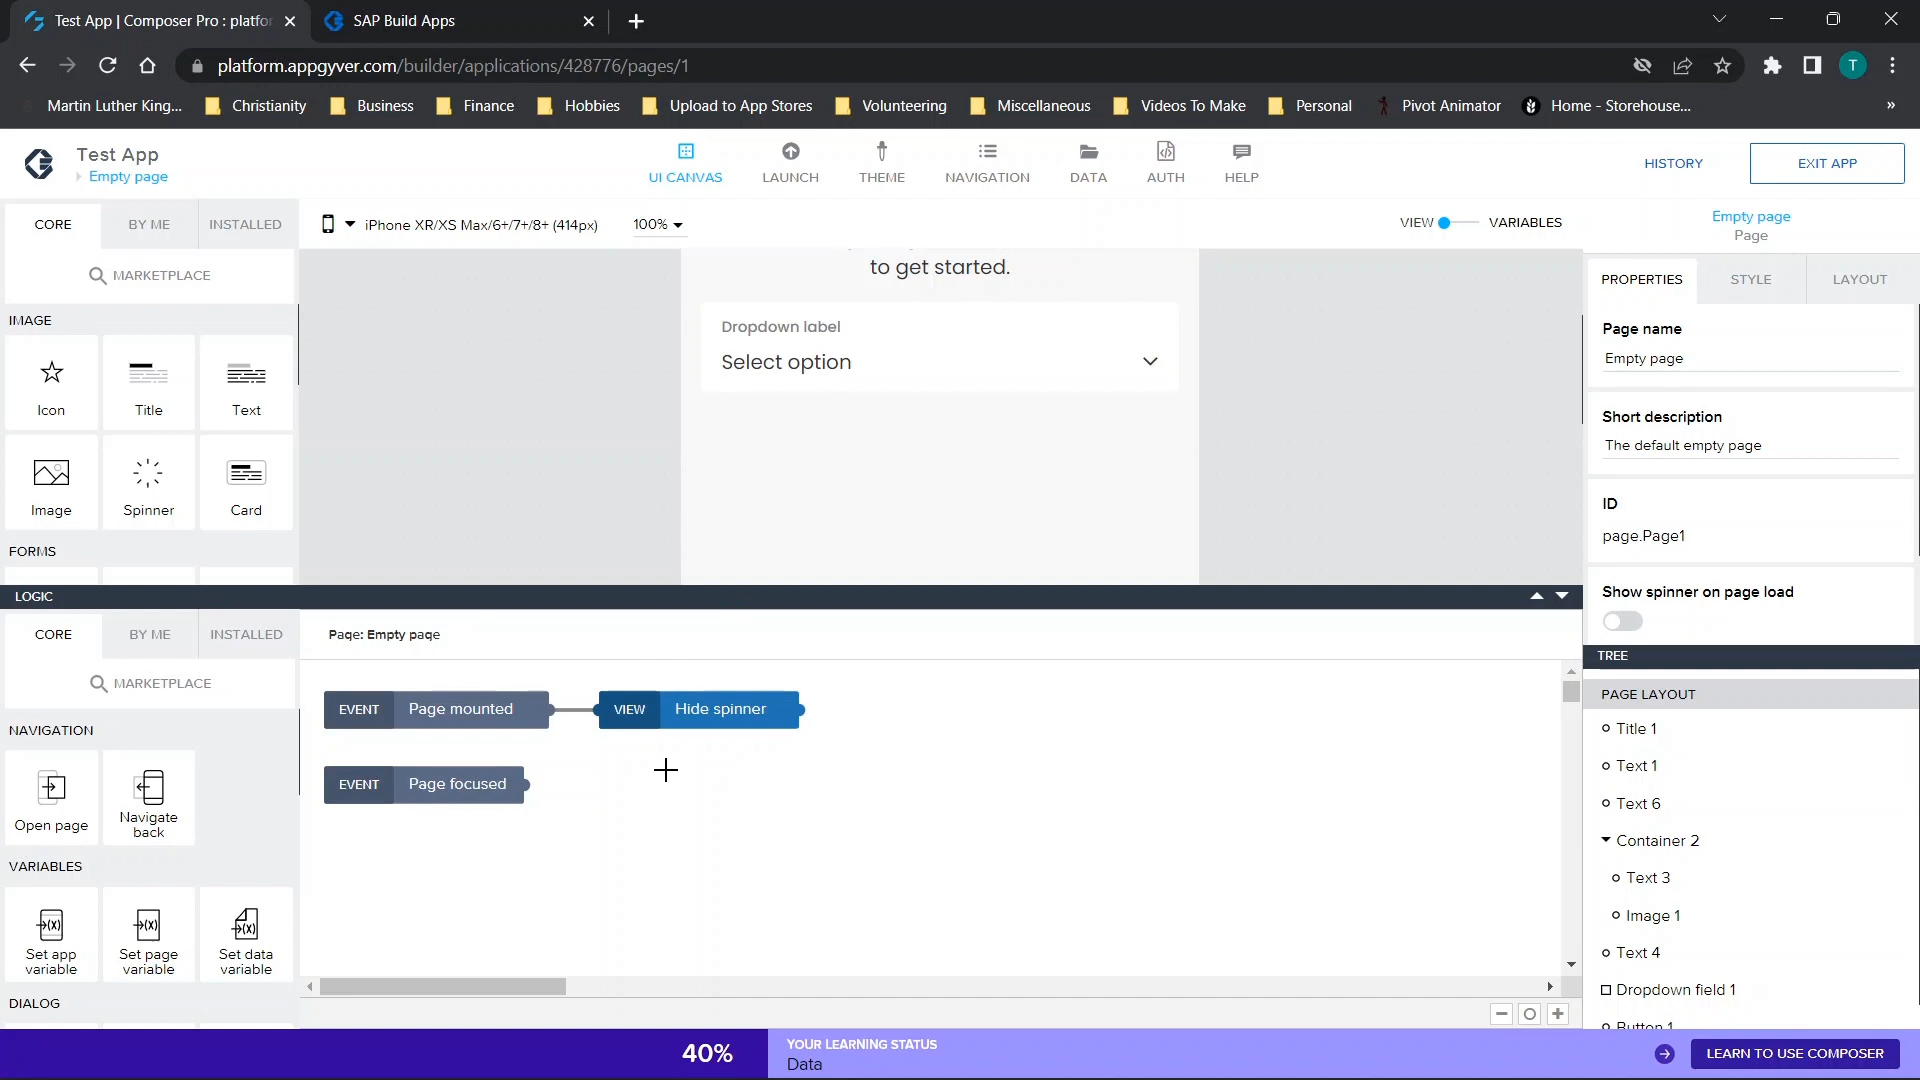 Test App | Composer Pro : platfo
SAP Build Apps
platform.appgyver.com/builder/applications/428776/pages/1
T
Martin Luther King...
Christianity
Business
Finance
Hobbies
Upload to App Stores
Volunteering
Miscellaneous
Videos To Make
Personal
Pivot Animator
Home - Storehouse...
»
Test App
Empty page
UI CANVAS
LAUNCH
THEME
NAVIGATION
DATA
AUTH
HELP
HISTORY
EXIT APP
CORE
BY ME
INSTALLED
iPhone XR/XS Max/6+/7+/8+ (414px)
100%
VIEW
VARIABLES
Empty page
Page
MARKETPLACE
to get started.
PROPERTIES
STYLE
LAYOUT
IMAGE
Icon
Title
Text
Dropdown label
Select option
Page name
Empty page
Short description
The default empty page
Image
Spinner
Card
ID
page.Page1
FORMS
Show spinner on page load
LOGIC
CORE
BY ME
INSTALLED
Page: Empty page
TREE
MARKETPLACE
PAGE LAYOUT
EVENT
Page mounted
VIEW
Hide spinner
NAVIGATION
Title 1
Text 1
EVENT
Page focused
Open page
Navigate
back
Text 6
Container 2
VARIABLES
Text 3
Image 1
Set app
variable
Set page
variable
Set data
variable
Text 4
Dropdown field 1
DIALOG
Button 1
40%
YOUR LEARNING STATUS
Data
LEARN TO USE COMPOSER